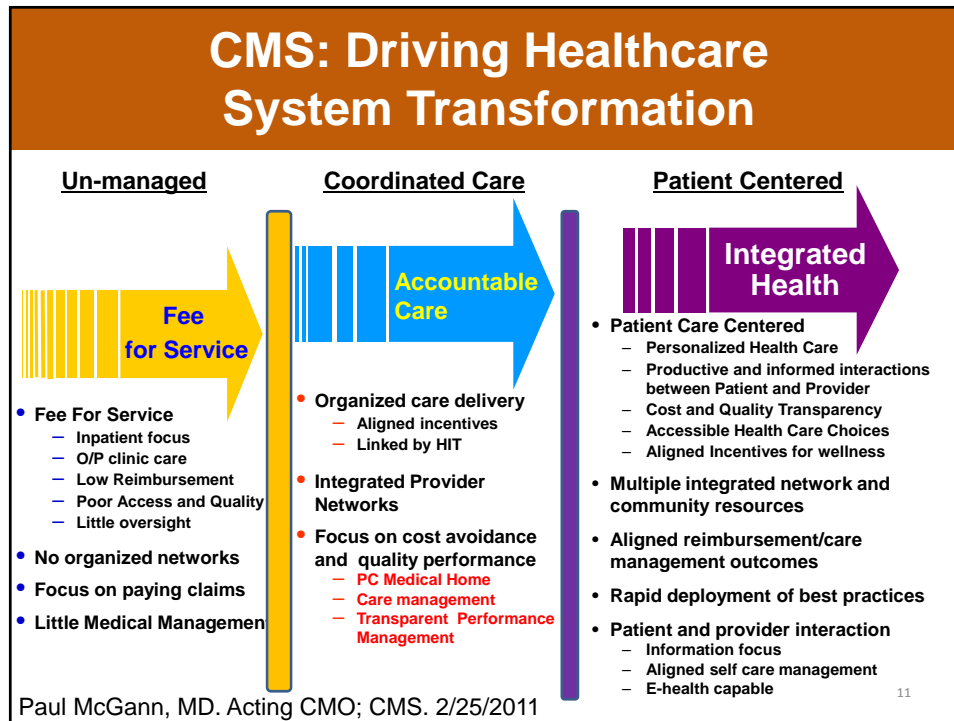 CMS: Driving Healthcare
System Transformation
Un-managed
Fee
for Service
• Fee For Service
– Inpatient focus
– O/P clinic care
– Low Reimbursement
– Poor Access and Quality
– Little oversight
• No organized networks
• Focus on paying claims
• Little Medical Managemen
Coordinated Care
Accountable
Care
• Organized care delivery
– Aligned incentives
– Linked by HIT
• Integrated Provider
Networks
• Focus on cost avoidance
and quality performance
– PC Medical Home
– Care management
– Transparent Performance
Management
Patient Centered
Integrated
Health
• Patient Care Centered
– Personalized Health Care
– Productive and informed interactions
between Patient and Provider
– Cost and Quality Transparency
– Accessible Health Care Choices
– Aligned Incentives for wellness
• Multiple integrated network and
community resources
• Aligned reimbursement/care
management outcomes
• Rapid deployment of best practices
• Patient and provider interaction
– Information focus
– Aligned self care management
– E-health capable
11
Paul McGann, MD. Acting CMO; CMS. 2/25/2011